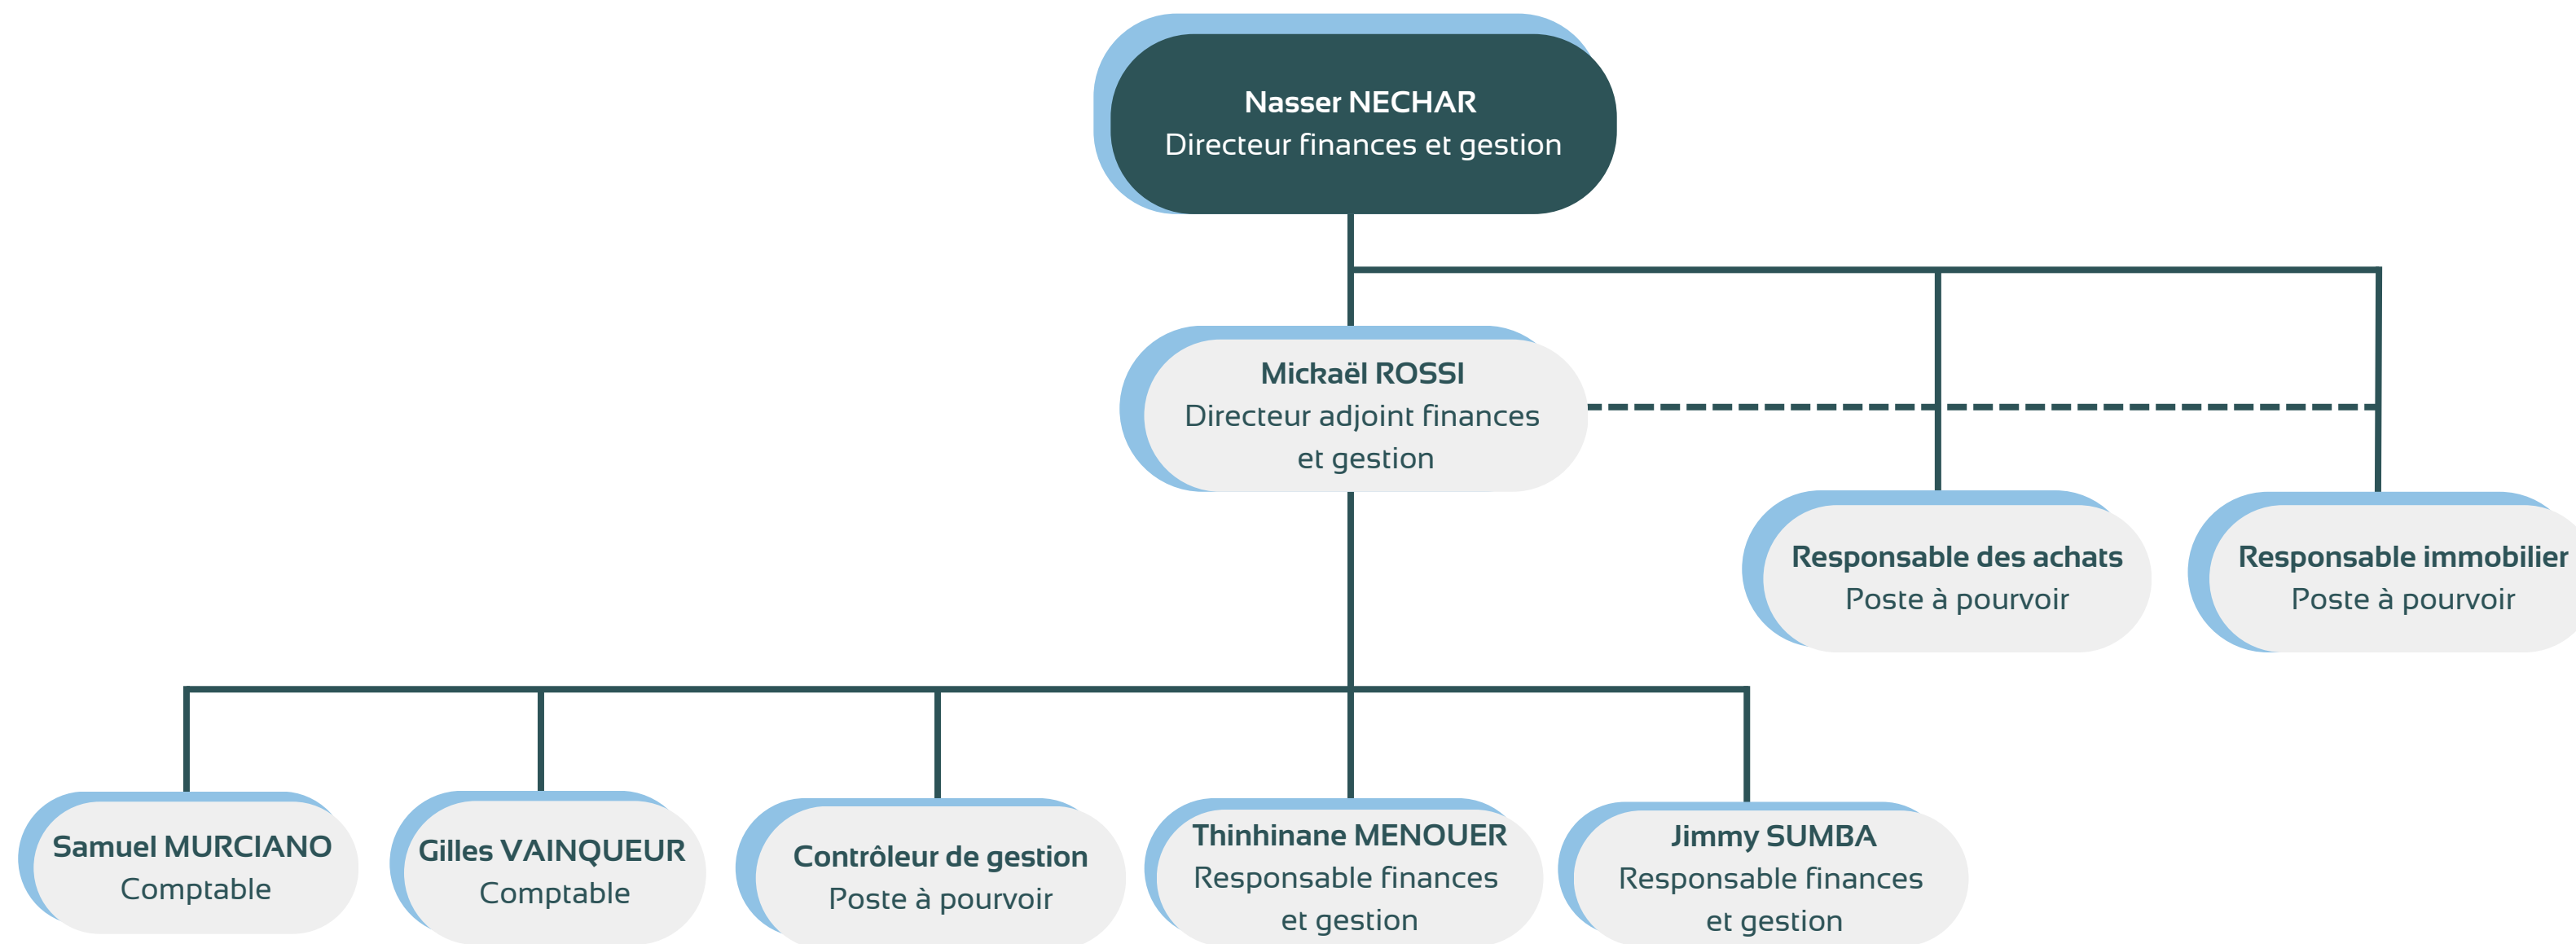 Nasser NECHAR
Directeur finances et gestion
Mickaël ROSSI
Directeur adjoint finances
et gestion
Responsable des achats
Poste à pourvoir
Responsable immobilier
Poste à pourvoir
Samuel MURCIANO
Comptable
Gilles VAINQUEUR
Comptable
Contrôleur de gestion
Poste à pourvoir
Thinhinane MENOUER
Responsable finances
et gestion
Jimmy SUMBA
Responsable finances
et gestion